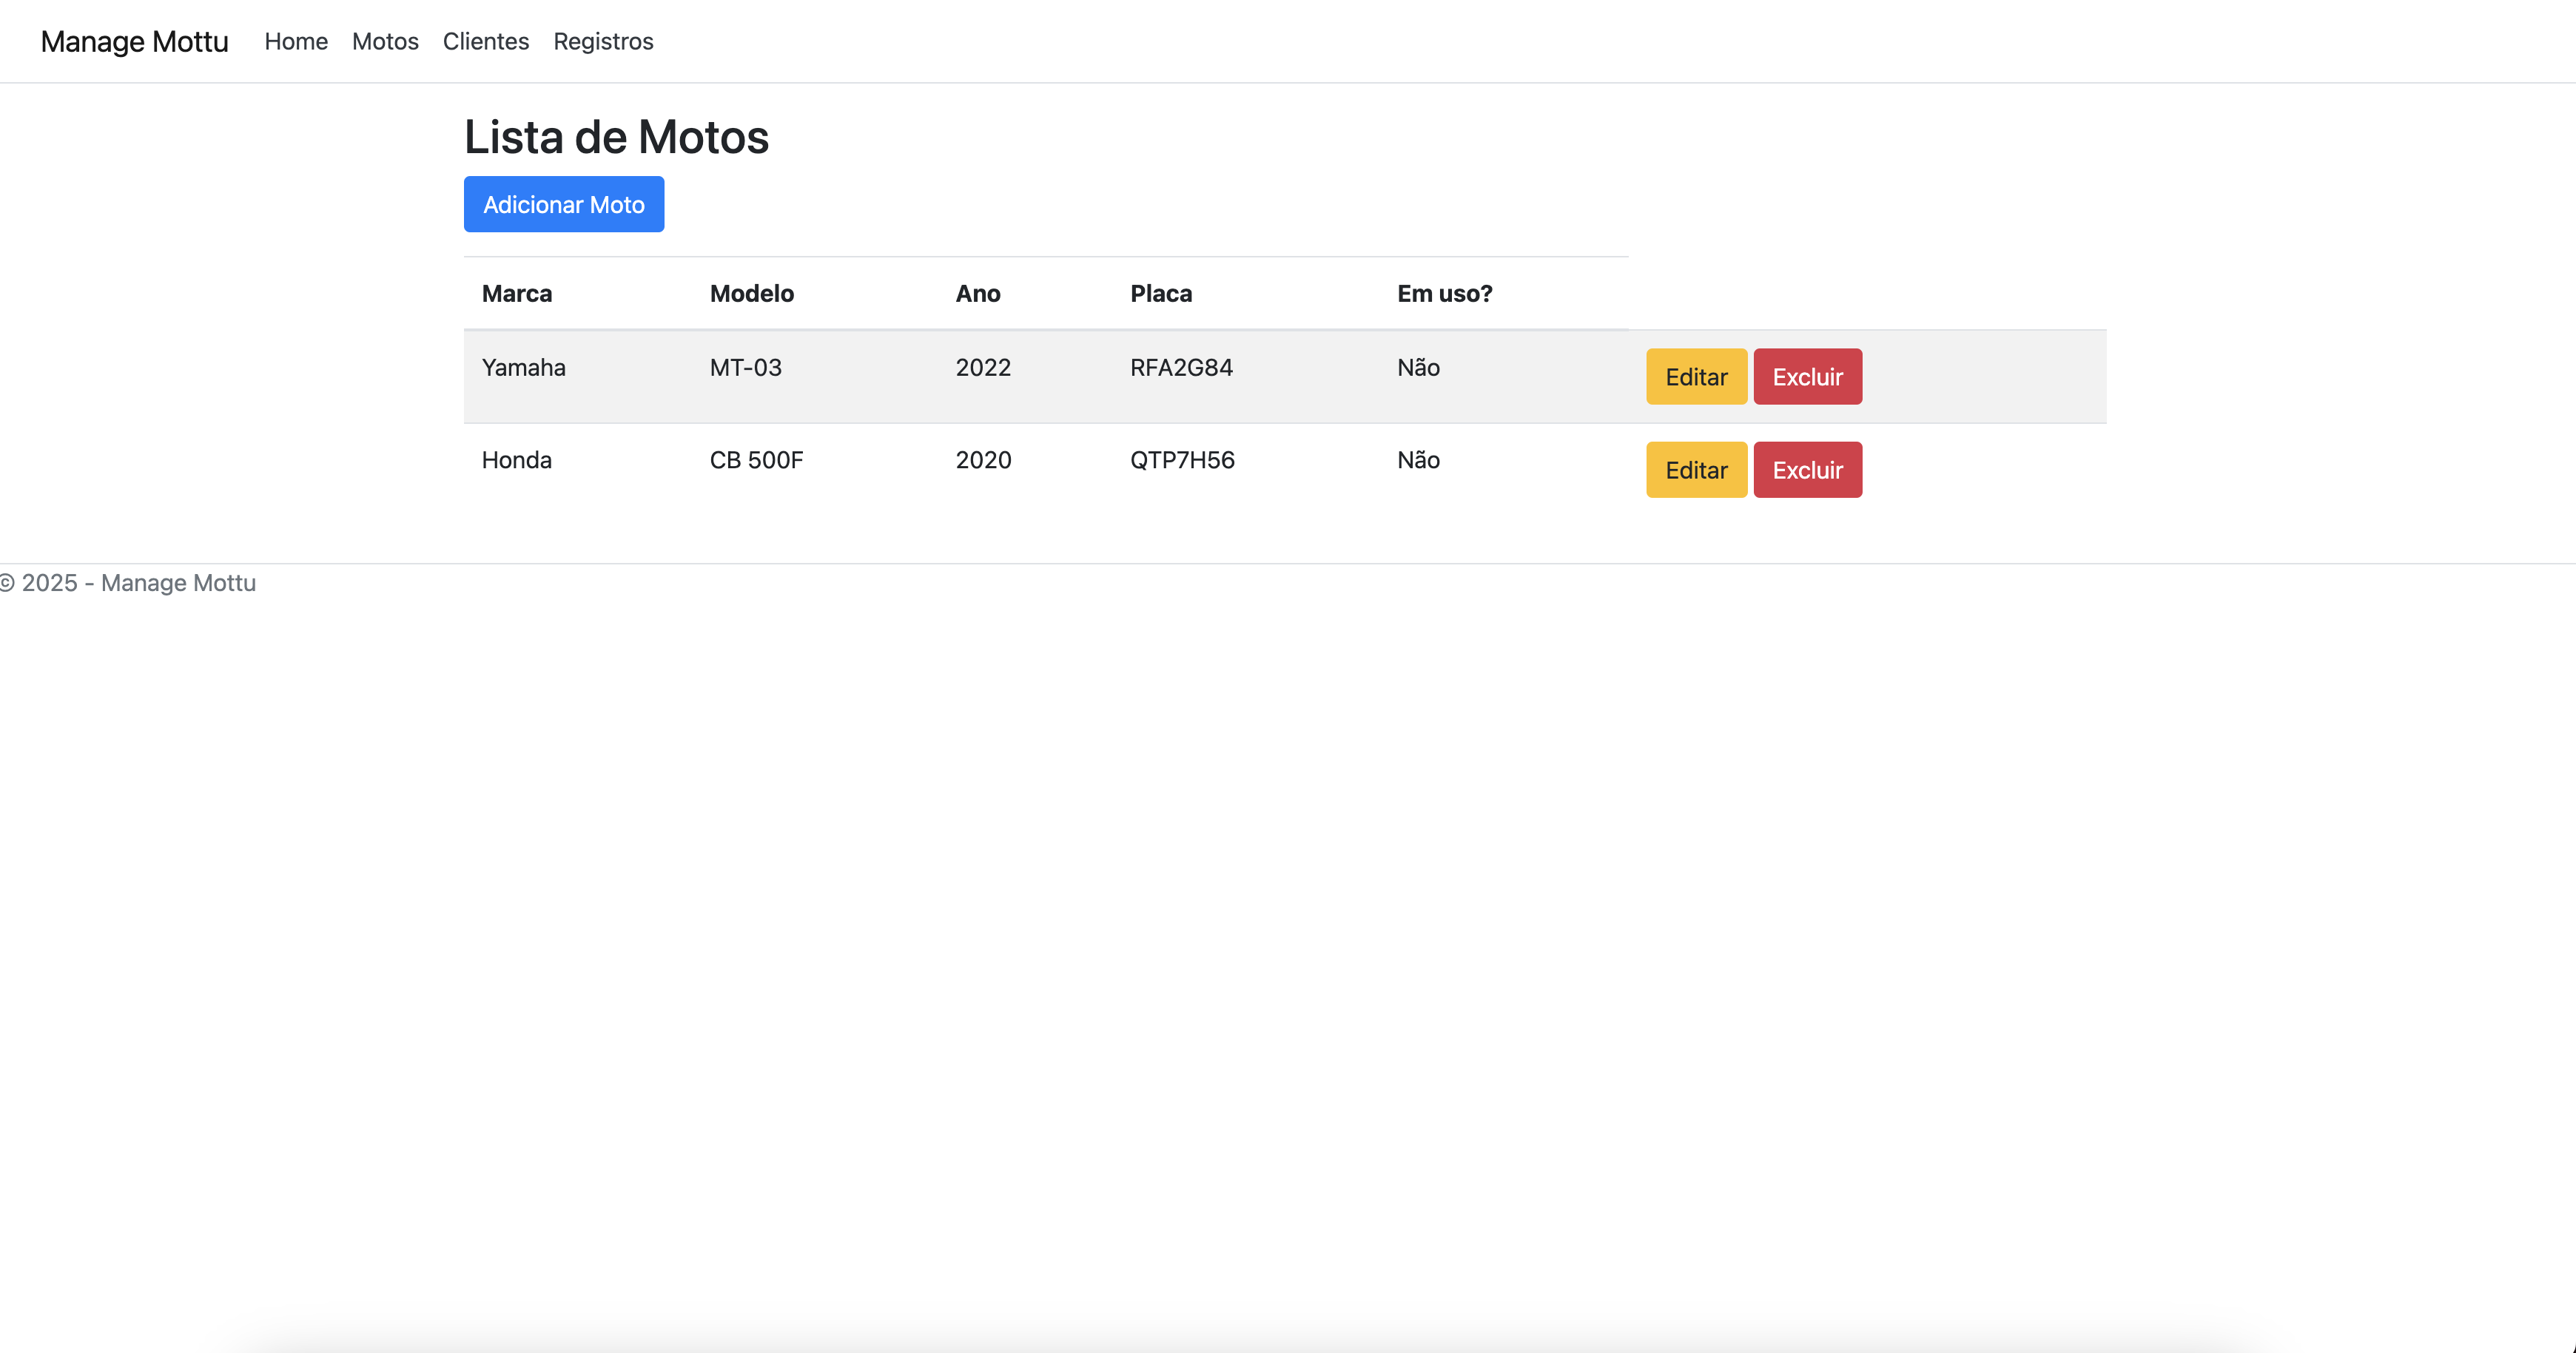 Manage Mottu Home Motos Clientes Registros
Lista de Motos
Adicionar Moto
Marca Modelo Ano Placa Em uso?
Yamaha MT-03 2022 RFA2G84 Não Editar Excluir
Honda CB 500F 2020 QTP7H56 Não Editar Excluir
© 2025 - Manage Mottu